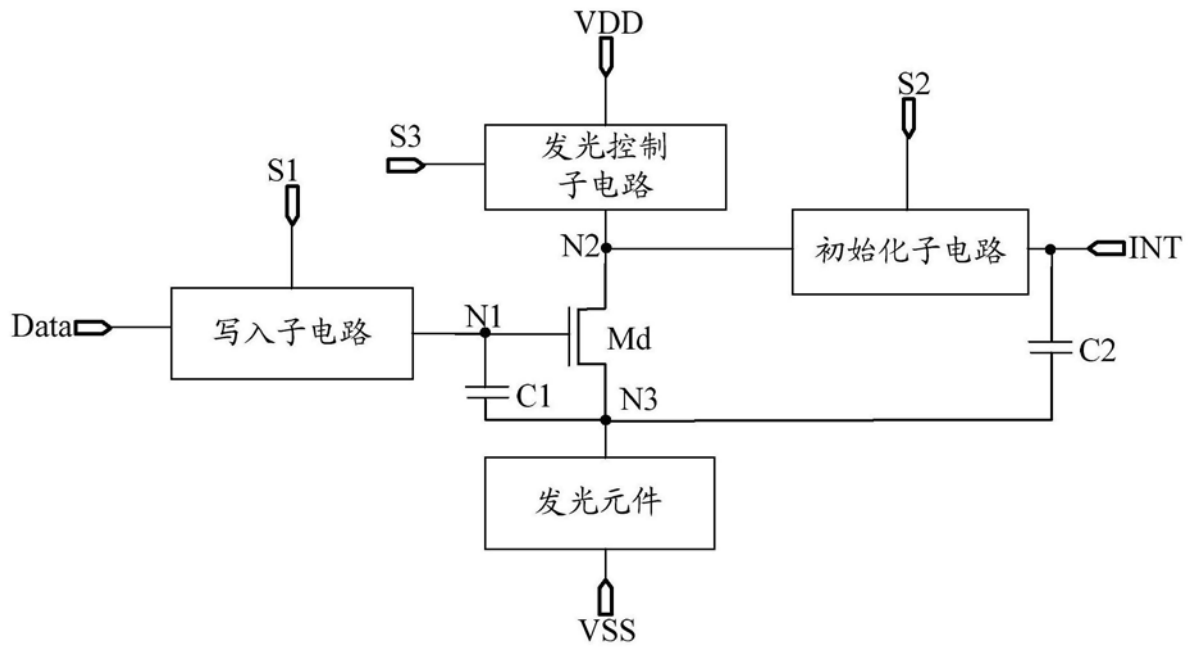 VDD
S2
S3
发光控制
子电路
S1
N2
初始化子电路
INT
Data
写入子电路
N1
Md
C2
C1
N3
发光元件
VSS